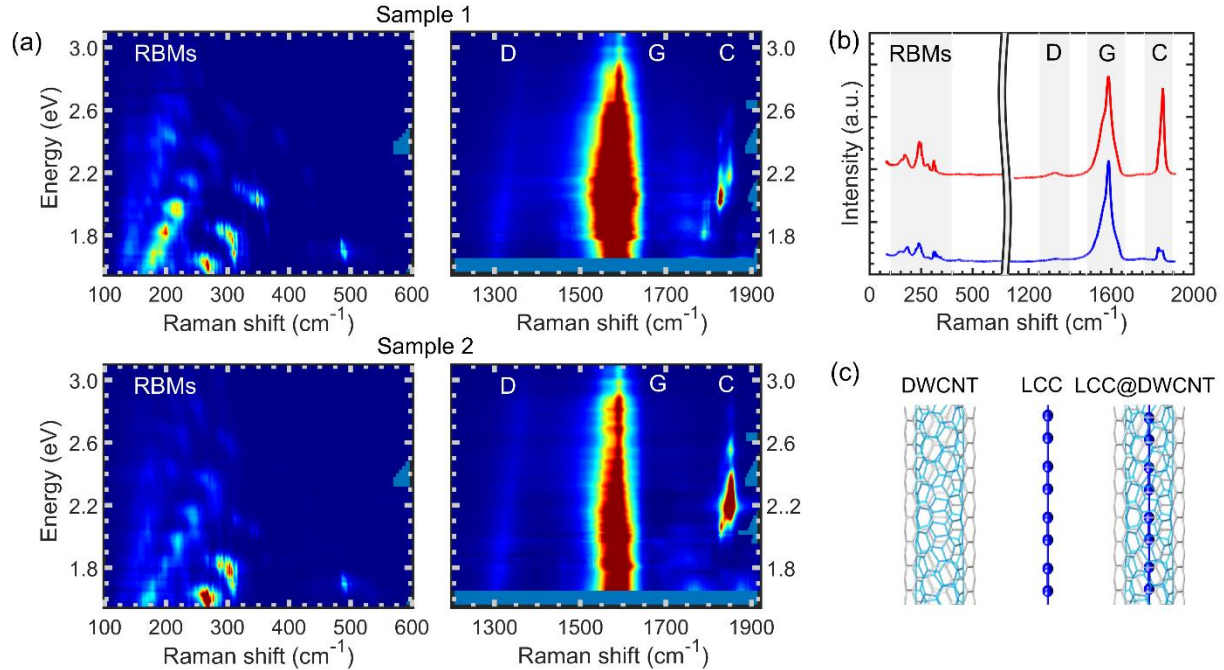 Sample 1
(a)
RBMs
D G C
Energy (eV)
3.0
2.6
2.2
1.8
3.0
2.6
2.2
1.8
100 200 300 400 500 600
1300 1500 1700 1900
Raman shift (cm⁻¹)
Raman shift (cm⁻¹)
Sample 2
RBMs
D G C
Energy (eV)
3.0
2.6
2.2
1.8
3.0
2.6
2.2
1.8
100 200 300 400 500 600
1300 1500 1700 1900
Raman shift (cm⁻¹)
Raman shift (cm⁻¹)
(b)
RBMs D G C
Intensity (a.u.)
0 250 500 1200 1600 2000
Raman shift (cm⁻¹)
(c)
DWCNT LCC LCC@DWCNT